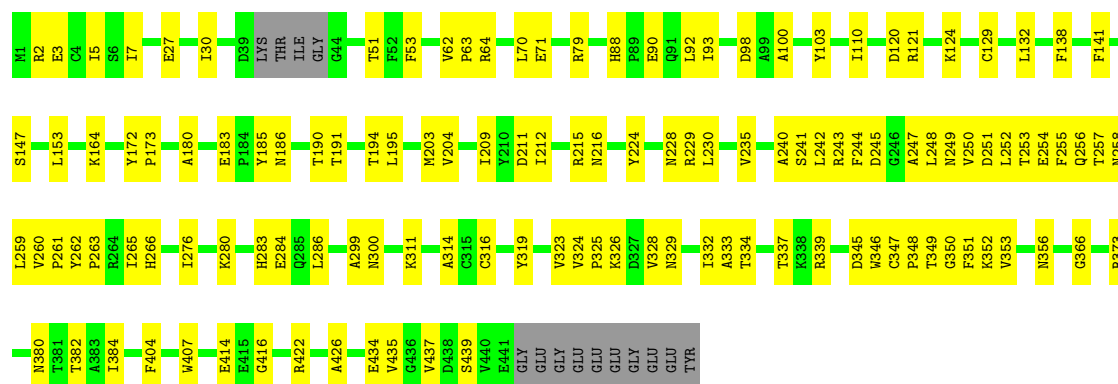 M1 R2 E3 C4 I5 S6 I7 E27 I30 D39 LYS THR ILE GLY G44 T51 F52 F53 V62 P63 R64 L70 E71 R79 H88 P89 E90 Q91 L92 I93 D98 A99 A100 Y103 I110 D120 R121 K124 C129 L132 F138 F141
S147 L153 K164 Y172 P173 A180 E183 P184 Y185 N186 T190 T191 T194 L195 M203 V204 I209 Y210 D211 I212 R215 N216 Y224 N228 R229 L230 V235 A240 S241 L242 R243 F244 D245 G246 A247 L248 N249 V250 D251 L252 T253 E254 F255 Q256 T257 N258
L259 V260 P261 Y262 P263 R264 I265 H266 I276 K280 H283 E284 Q285 L286 A299 N300 K311 A314 C315 C316 Y319 V323 V324 P325 K326 D327 V328 N329 I332 A333 T334 T337 K338 R339 D345 W346 C347 P348 T349 G350 F351 K352 V353 N356 G366 R373
N380 T381 T382 A383 I384 F404 W407 E414 E415 G416 R422 A426 E434 V435 G436 V437 D438 S439 V440 E441 GLY GLU GLY GLU GLU GLU GLY GLU GLU TYR